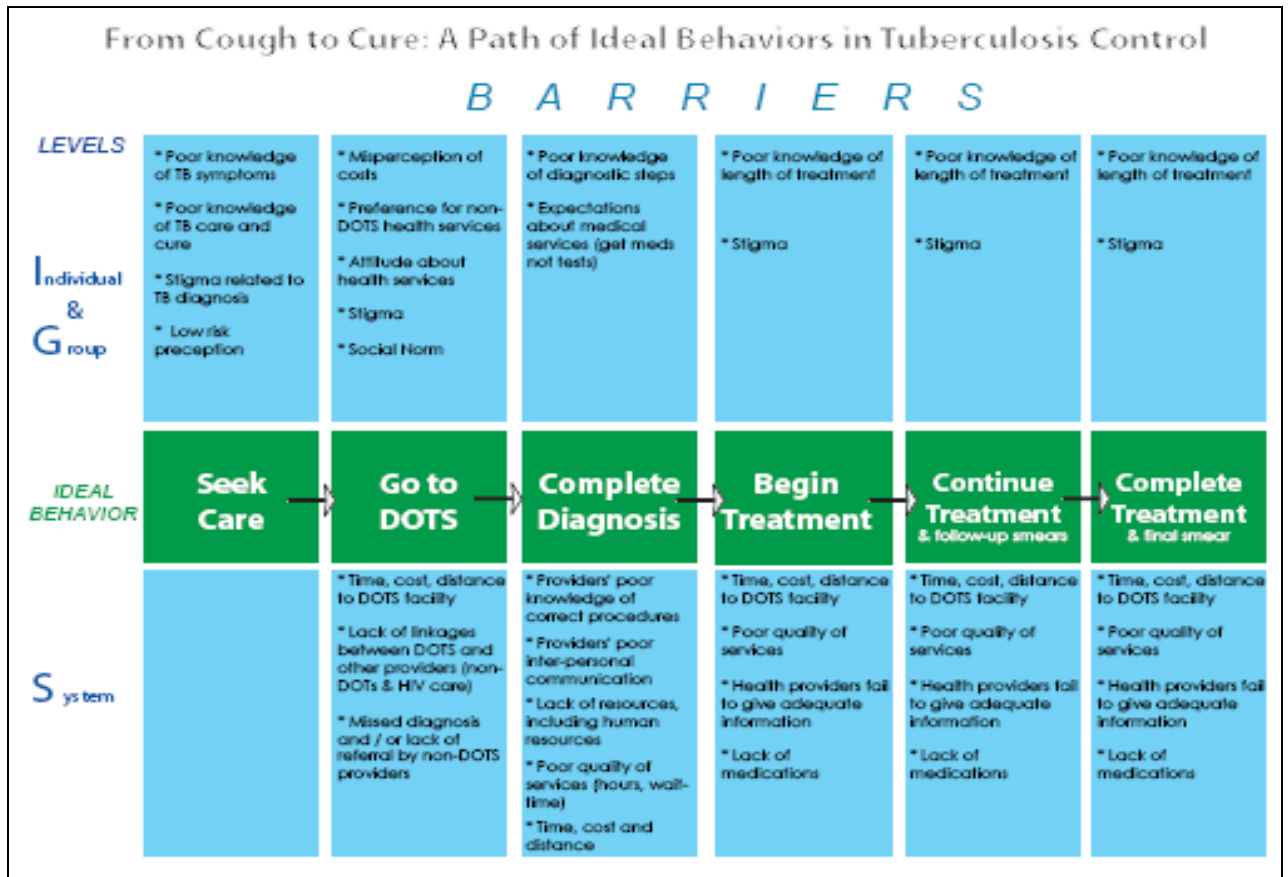 From Cough to Cure: A Path of Ideal Behaviors in Tuberculosis Control
B A R R I E R S
LEVELS
Individual
&
Group
* Poor knowledge
of TB symptoms
* Poor knowledge
of TB care and
cure
* Stigma related to
TB diagnosis
* Low risk
preception
* Misperception of
costs
* Preference for non-
DOTS health services
* Attitude about
health services
* Stigma
* Social Norm
* Poor knowledge
of diagnostic steps
* Expectations
about medical
services (get meds
not tests)
* Poor knowledge of
length of treatment
* Stigma
* Poor knowledge of
length of treatment
* Stigma
* Poor knowledge of
length of treatment
* Stigma
IDEAL
BEHAVIOR
Seek
Care
Go to
DOTS
Complete
Diagnosis
Begin
Treatment
Continue
Treatment
& follow-up smears
Complete
Treatment
& final smear
System
* Time, cost, distance
to DOTS facility
* Lack of linkages
between DOTS and
other providers (non-
DOTs & HIV care)
* Missed diagnosis
and / or lack of
referral by non-DOTS
providers
* Providers' poor
knowledge of
correct procedures
* Providers' poor
inter-personal
communication
* Lack of resources,
including human
resources
* Poor quality of
services (hours, wait-
time)
* Time, cost and
distance
* Time, cost, distance
to DOTS facility
* Poor quality of
services
* Health providers fail
to give adequate
information
* Lack of
medications
* Time, cost, distance
to DOTS facility
* Poor quality of
services
* Health providers fail
to give adequate
information
* Lack of
medications
* Time, cost, distance
to DOTS facility
* Poor quality of
services
* Health providers fail
to give adequate
information
* Lack of
medications